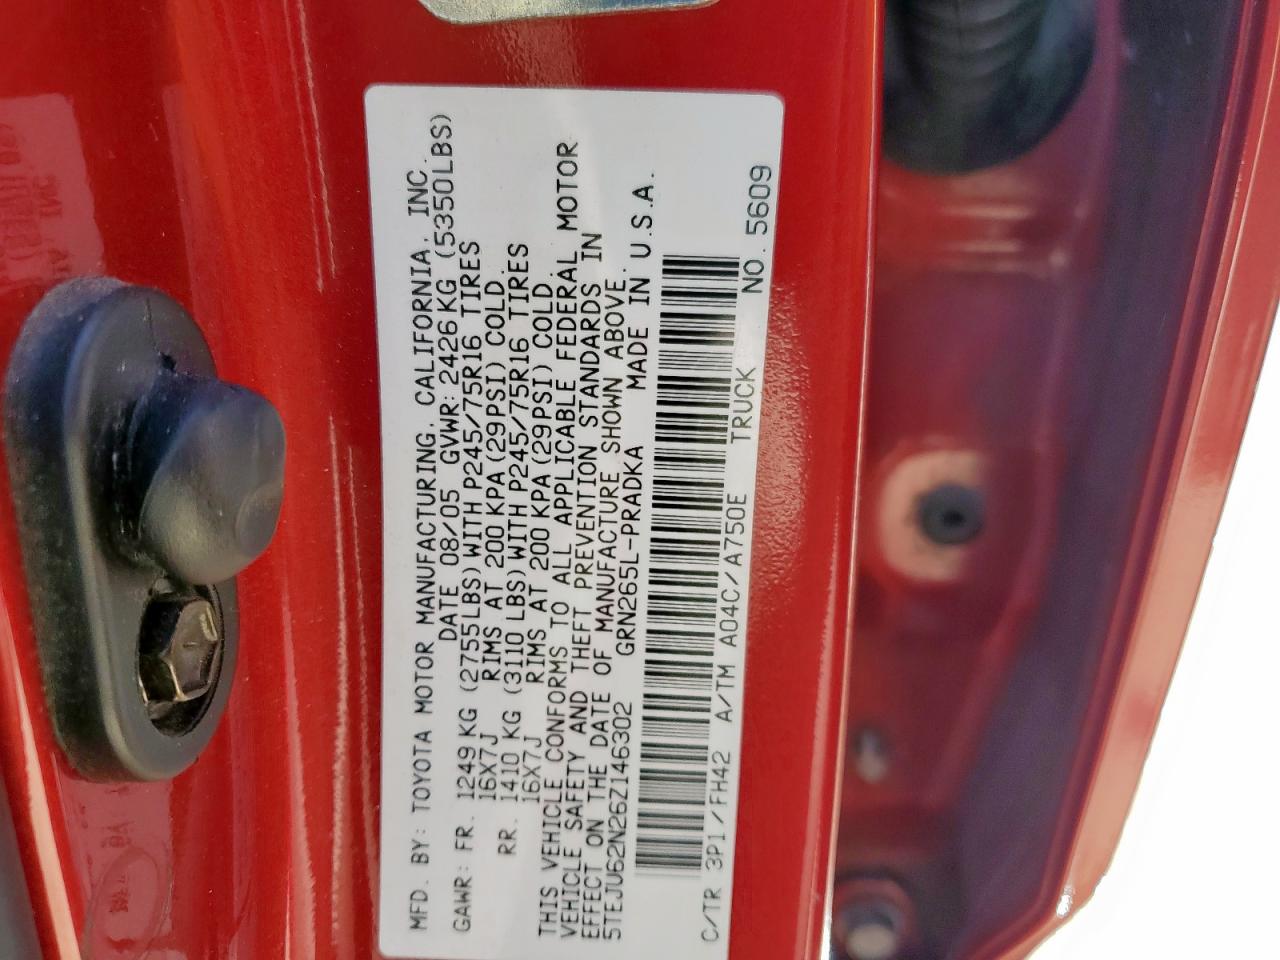 MFD. BY: TOYOTA MOTOR MANUFACTURING, CALIFORNIA, INC.
DATE 08/05 GVWR: 2426 KG (5350LBS)
GAWR: FR. 1249 KG (2755LBS) WITH P245/75R16 TIRES
16X7J RIMS AT 200 KPA (29PSI) COLD.
RR. 1410 KG (3110 LBS) WITH P245/75R16 TIRES
16X7J RIMS AT 200 KPA (29PSI) COLD
THIS VEHICLE CONFORMS TO ALL APPLICABLE FEDERAL MOTOR
VEHICLE SAFETY AND THEFT PREVENTION STANDARDS IN
EFFECT ON THE DATE OF MANUFACTURE SHOWN ABOVE.
5TEJU62N26Z146302 GRN265L-PRADKA MADE IN U.S.A.
C/TR 3P1/FH42 A/TM A04C/A750E TRUCK NO. 5609